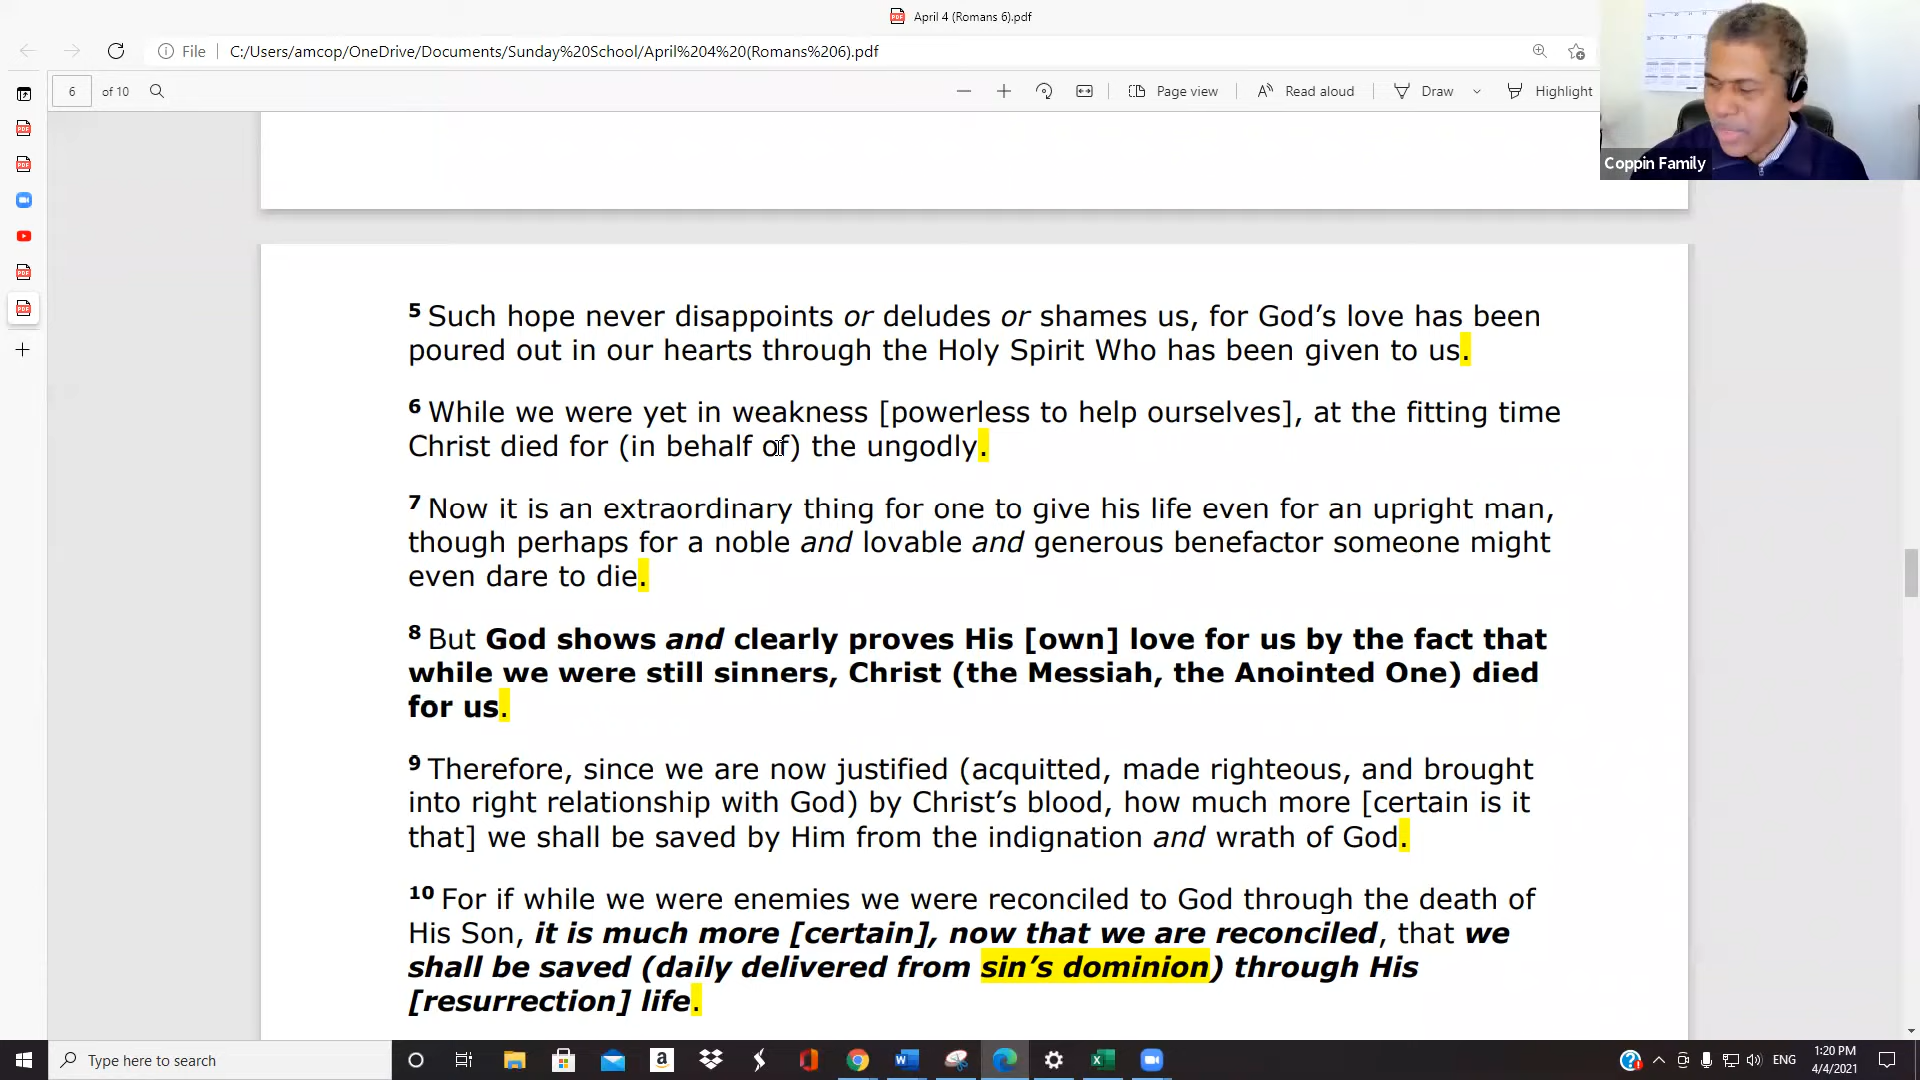 April 4 (Romans 6).pdf
File
C:/Users/amcop/OneDrive/Documents/Sunday%20School/April%204%20(Romans%206).pdf
6 of 10
Page view
Read aloud
Draw
Highlight
Coppin Family
5 Such hope never disappoints or deludes or shames us, for God’s love has been
poured out in our hearts through the Holy Spirit Who has been given to us.
6 While we were yet in weakness [powerless to help ourselves], at the fitting time
Christ died for (in behalf of) the ungodly.
7 Now it is an extraordinary thing for one to give his life even for an upright man,
though perhaps for a noble and lovable and generous benefactor someone might
even dare to die.
8 But God shows and clearly proves His [own] love for us by the fact that
while we were still sinners, Christ (the Messiah, the Anointed One) died
for us.
9 Therefore, since we are now justified (acquitted, made righteous, and brought
into right relationship with God) by Christ’s blood, how much more [certain is it
that] we shall be saved by Him from the indignation and wrath of God.
10 For if while we were enemies we were reconciled to God through the death of
His Son, it is much more [certain], now that we are reconciled, that we
shall be saved (daily delivered from sin’s dominion) through His
[resurrection] life.
Type here to search
ENG
1:20 PM
4/4/2021